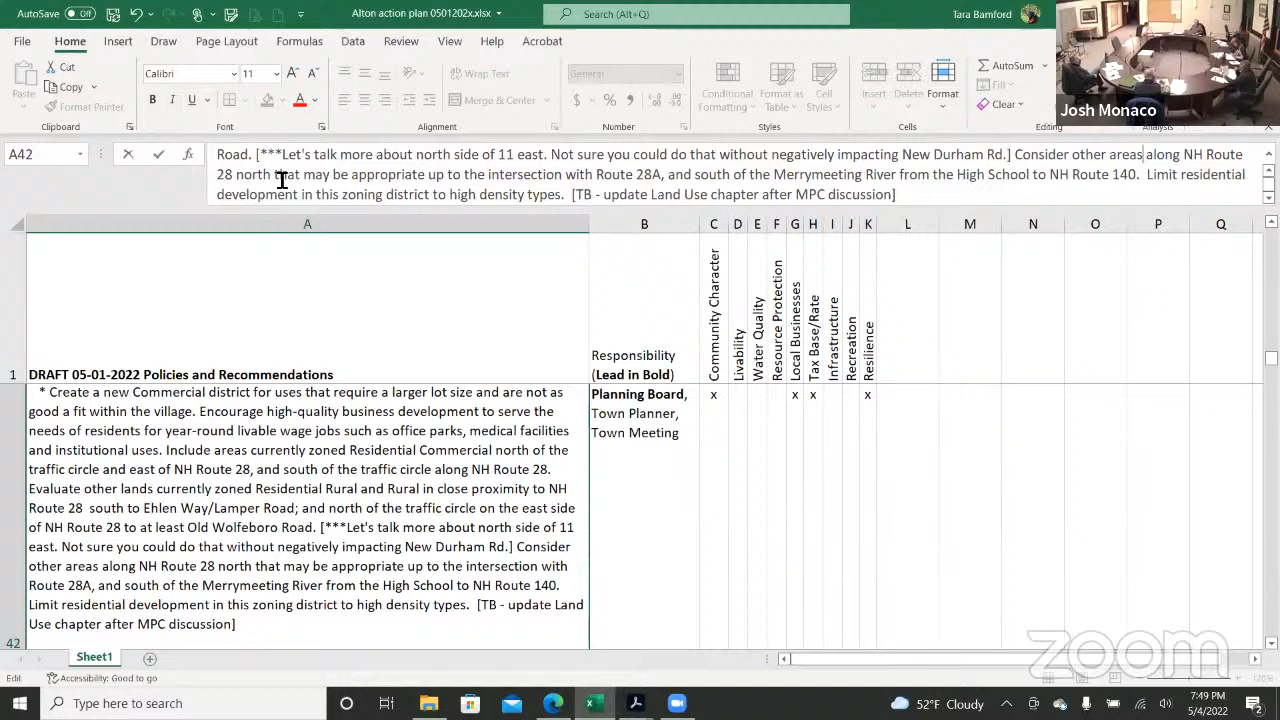 AutoSave Off Alton action plan 0501202x.xlsx Search (Alt+Q) Tara Bamford
File Home Insert Draw Page Layout Formulas Data Review View Help Acrobat
Cut
Copy
Format Painter
Paste
Calibri 11
Wrap Text
Merge & Center
General
Conditional Formatting
Format as Table
Cell Styles
Insert Delete Format
AutoSum
Clear
Josh Monaco
Clipboard Font Alignment Number Styles Cells Editing Analysis
A42
Road. [***Let's talk more about north side of 11 east. Not sure you could do that without negatively impacting New Durham Rd.] Consider other areas along NH Route
28 north that may be appropriate up to the intersection with Route 28A, and south of the Merrymeeting River from the High School to NH Route 140.  Limit residential
development in this zoning district to high density types.  [TB - update Land Use chapter after MPC discussion]
A B C D E F G H I J K L M N O P Q
1
DRAFT 05-01-2022 Policies and Recommendations
Responsibility
(Lead in Bold)
Community Character
Livability
Water Quality
Resource Protection
Local Businesses
Tax Base/Rate
Infrastructure
Recreation
Resilience
* Create a new Commercial district for uses that require a larger lot size and are not as
good a fit within the village. Encourage high-quality business development to serve the
needs of residents for year-round livable wage jobs such as office parks, medical facilities
and institutional uses. Include areas currently zoned Residential Commercial north of the
traffic circle and east of NH Route 28, and south of the traffic circle along NH Route 28.
Evaluate other lands currently zoned Residential Rural and Rural in close proximity to NH
Route 28  south to Ehlen Way/Lamper Road; and north of the traffic circle on the east side
of NH Route 28 to at least Old Wolfeboro Road. [***Let's talk more about north side of 11
east. Not sure you could do that without negatively impacting New Durham Rd.] Consider
other areas along NH Route 28 north that may be appropriate up to the intersection with
Route 28A, and south of the Merrymeeting River from the High School to NH Route 140.
Limit residential development in this zoning district to high density types.  [TB - update Land
Use chapter after MPC discussion]
Planning Board,
Town Planner,
Town Meeting
x x x x
42
Sheet1
zoom
Edit Accessibility: Good to go
Type here to search
52°F Cloudy
7:49 PM
5/4/2022